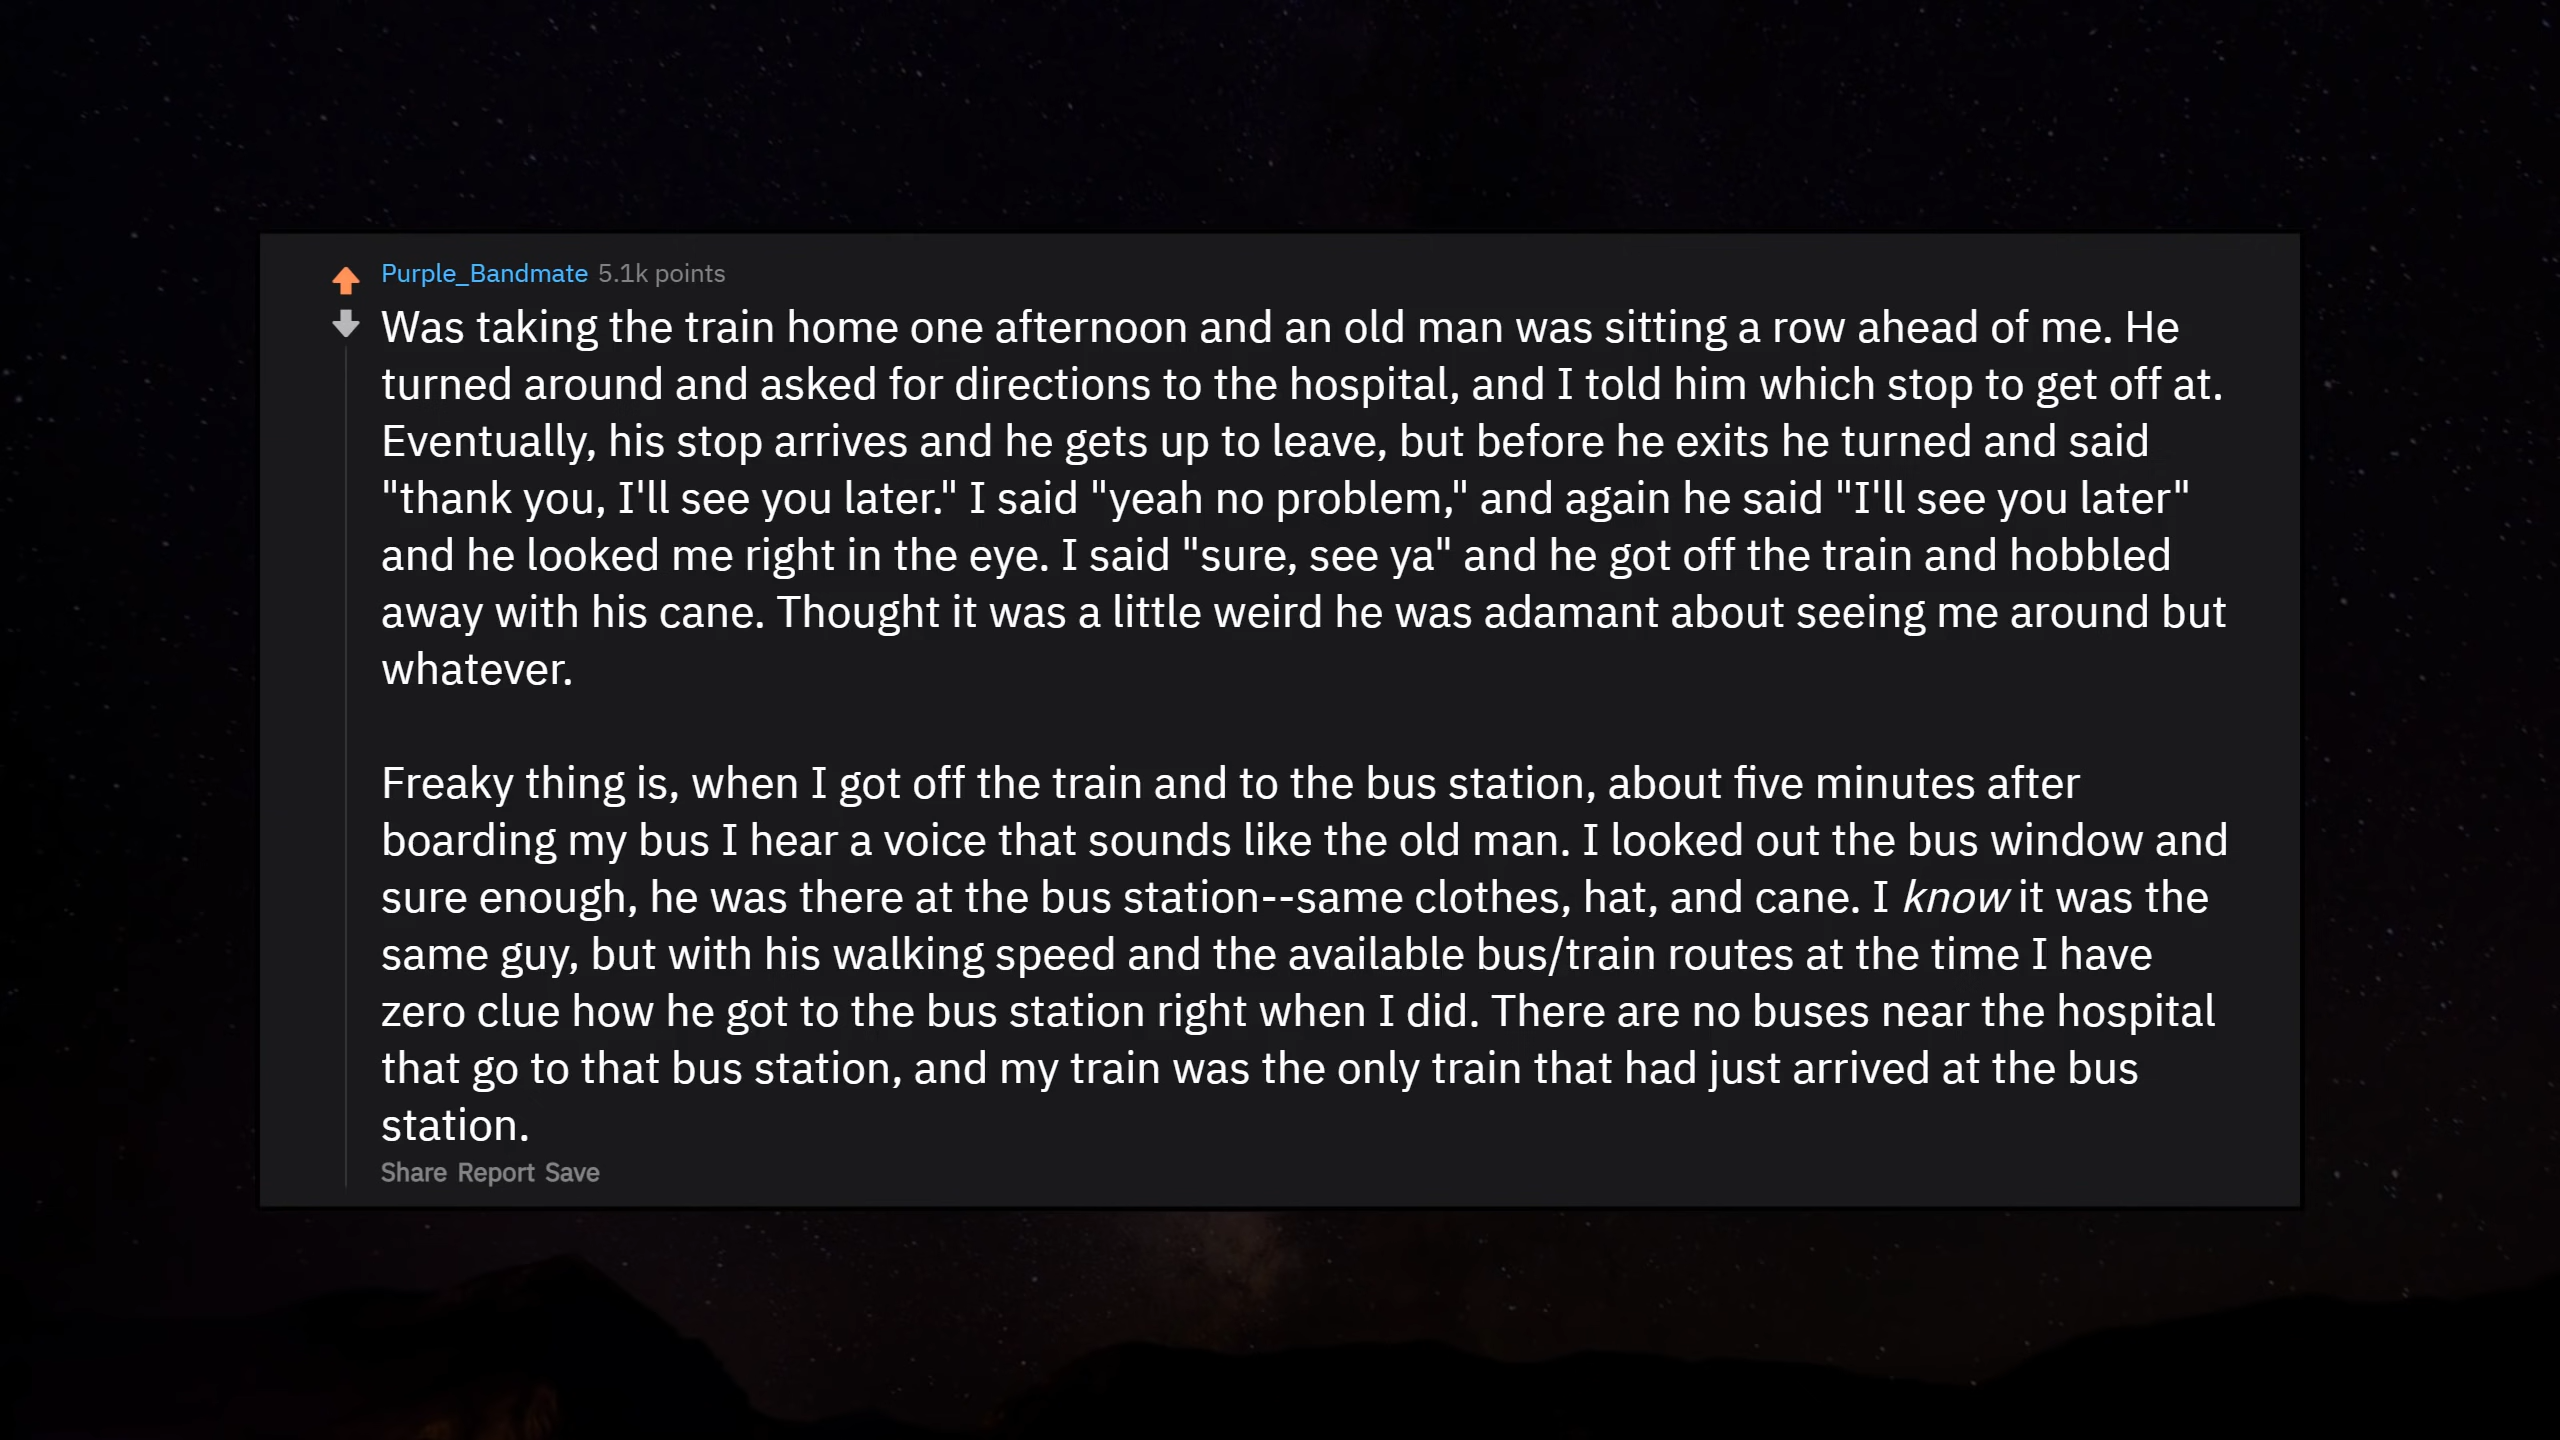 Purple_Bandmate 5.1k points
Was taking the train home one afternoon and an old man was sitting a row ahead of me. He
turned around and asked for directions to the hospital, and I told him which stop to get off at.
Eventually, his stop arrives and he gets up to leave, but before he exits he turned and said
"thank you, I'll see you later." I said "yeah no problem," and again he said "I'll see you later"
and he looked me right in the eye. I said "sure, see ya" and he got off the train and hobbled
away with his cane. Thought it was a little weird he was adamant about seeing me around but
whatever.
Freaky thing is, when I got off the train and to the bus station, about five minutes after
boarding my bus I hear a voice that sounds like the old man. I looked out the bus window and
sure enough, he was there at the bus station--same clothes, hat, and cane. I know it was the
same guy, but with his walking speed and the available bus/train routes at the time I have
zero clue how he got to the bus station right when I did. There are no buses near the hospital
that go to that bus station, and my train was the only train that had just arrived at the bus
station.
Share Report Save